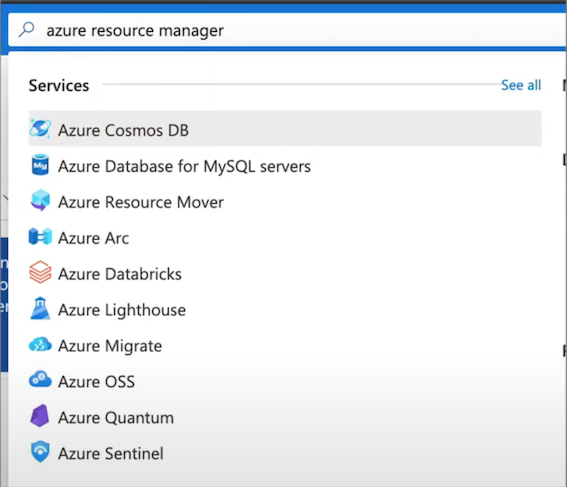 azure resource manager
Services
See all
Azure Cosmos DB
My Azure Database for MySQL servers
Azure Resource Mover
Azure Arc
Azure Databricks
Azure Lighthouse
Azure Migrate
Azure OSS
Azure Quantum
Azure Sentinel